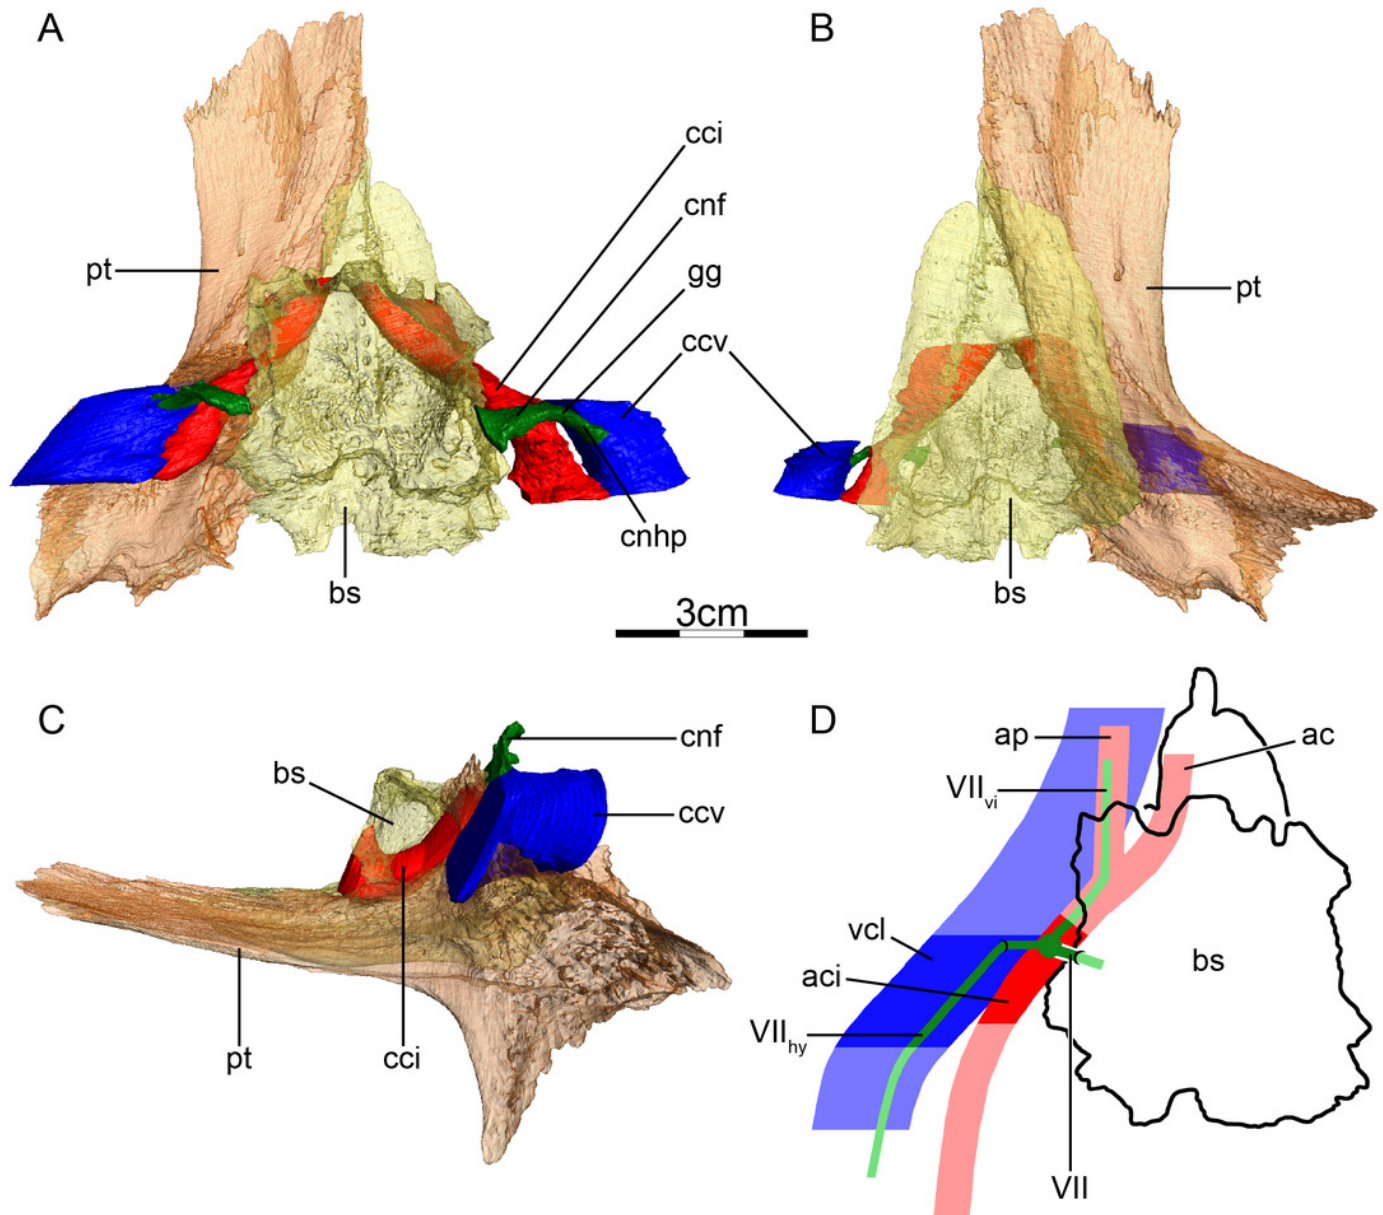 A
B
cci
cnf
gg
pt
ccv
pt
cnhp
bs
bs
3cm
C
D
cnf
ap
ac
bs
VIIvi
ccv
vcl
bs
aci
VIIhy
pt
cci
VII